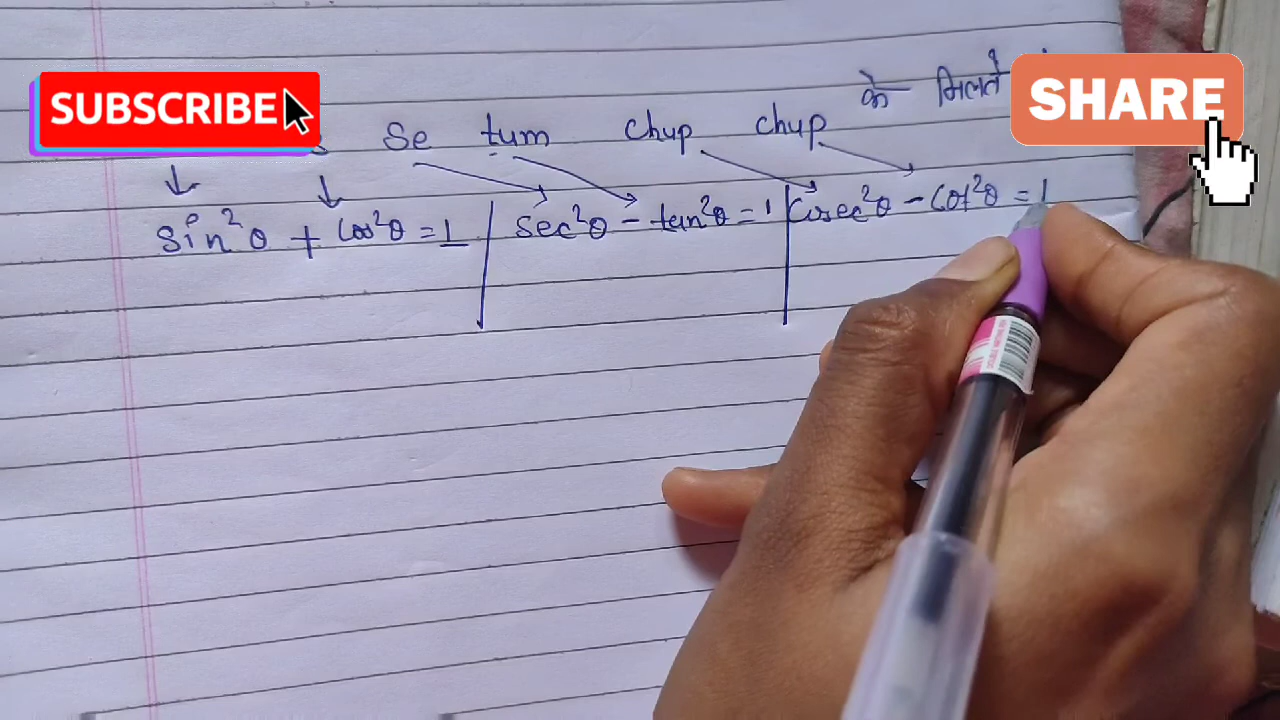 SUBSCRIBE
SHARE
Se tum chup chup के मिलते
sin²θ + cos²θ = 1 | sec²θ - tan²θ = 1 | cosec²θ - cot²θ = 1